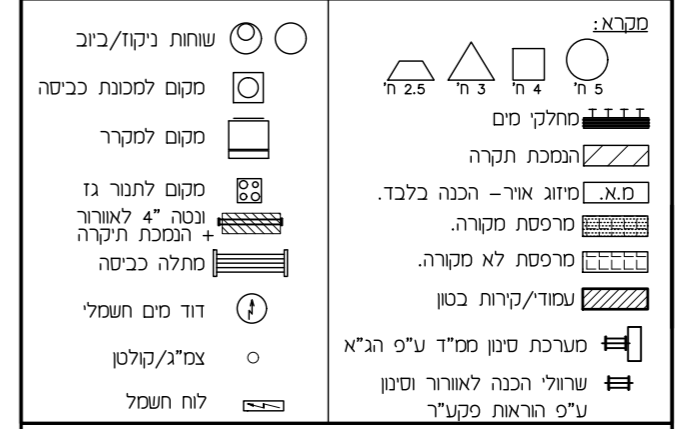 מקרא:
5 ח' 4 ח' 3 ח' 2.5 ח'
מחלקי מים
הנמכת תקרה
מ.א. מיזוג אויר– הכנה בלבד.
מרפסת מקורה.
מרפסת לא מקורה.
עמודי/קירות בטון
מערכת סינון ממ"ד ע"פ הג"א
שרוולי הכנה לאוורור וסינון
ע"פ הוראות פקע"ר
שוחות ניקוז/ביוב
מקום למכונת כביסה
מקום למקרר
מקום לתנור גז
ונטה "4 לאוורור
+ הנמכת תיקרה
מתלה כביסה
דוד מים חשמלי
צמ"ג/קולטן
לוח חשמל